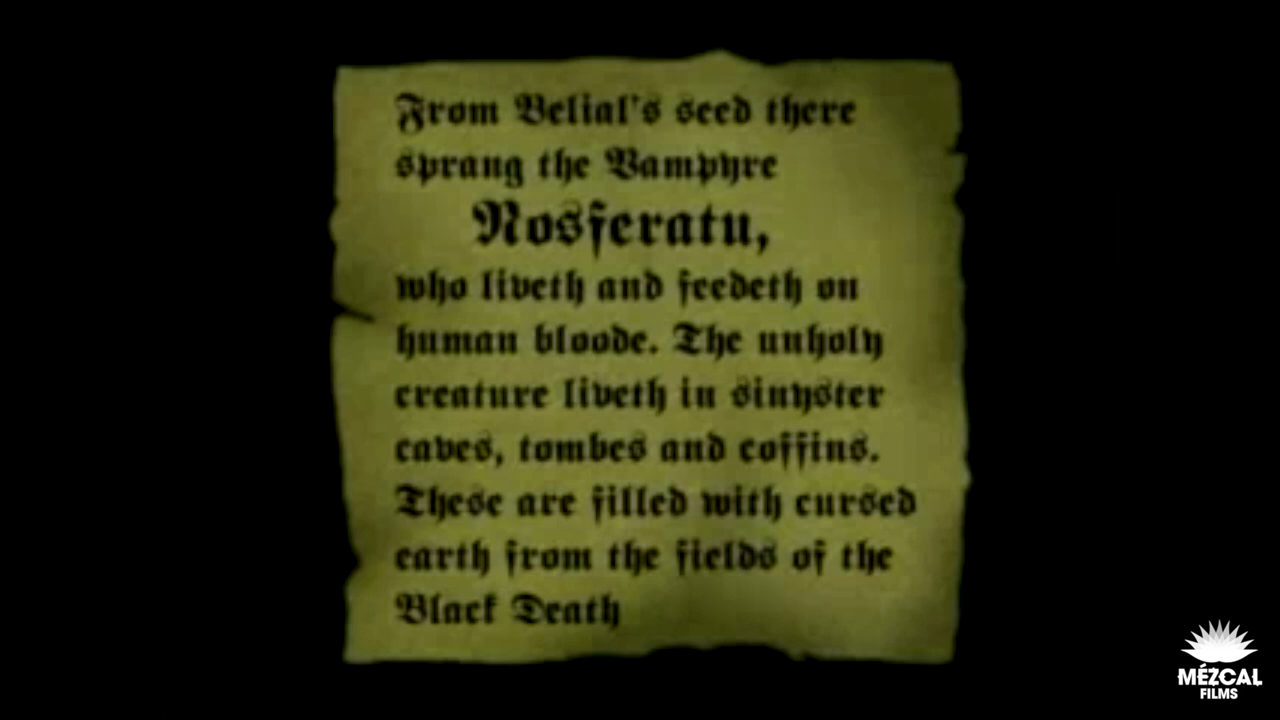 From Belial's seed there
sprang the Vampyre
Nosferatu,
who liveth and feedeth on
human bloode. The unholy
creature liveth in sinyster
caves, tombes and coffins.
These are filled with cursed
earth from the fields of the
Black Death
MÉZCAL
FILMS